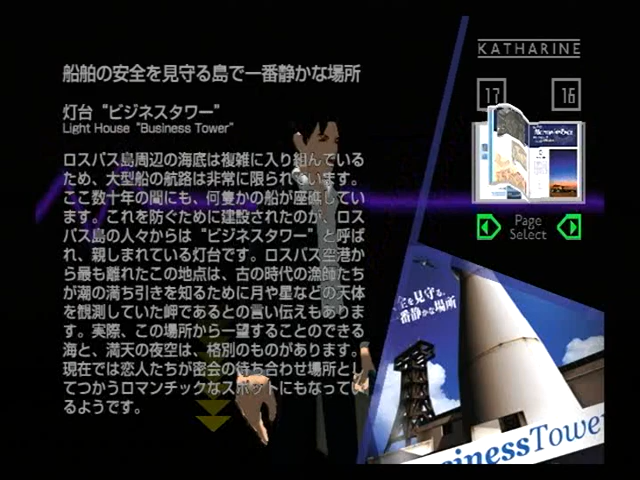 船舶の安全を見守る島で一番静かな場所
灯台“ビジネスタワー”
Light House "Business Tower"
ロスパス島周辺の海底は複雑に入り組んでいる
ため、大型船の航路は非常に限られています。
ここ数十年の間にも、何隻かの船が座礁してい
ます。これを防ぐために建設されたのが、ロス
パス島の人々からは“ビジネスタワー”と呼ば
れ、親しまれている灯台です。ロスパス空港か
ら最も離れたこの地点は、古の時代の漁師たち
が潮の満ち引きを知るために月や星などの天体
を観測していた岬であるとの言い伝えもありま
す。実際、この場所から一望することのできる
海と、満天の夜空は、格別のものがあります。
現在では恋人たちが密会の待ち合わせ場所とし
てつかうロマンチックなスポットにもなってい
るようです。
KATHARINE
17 16
Page
Select
全を見守る、
一番静かな場所
usinessTower